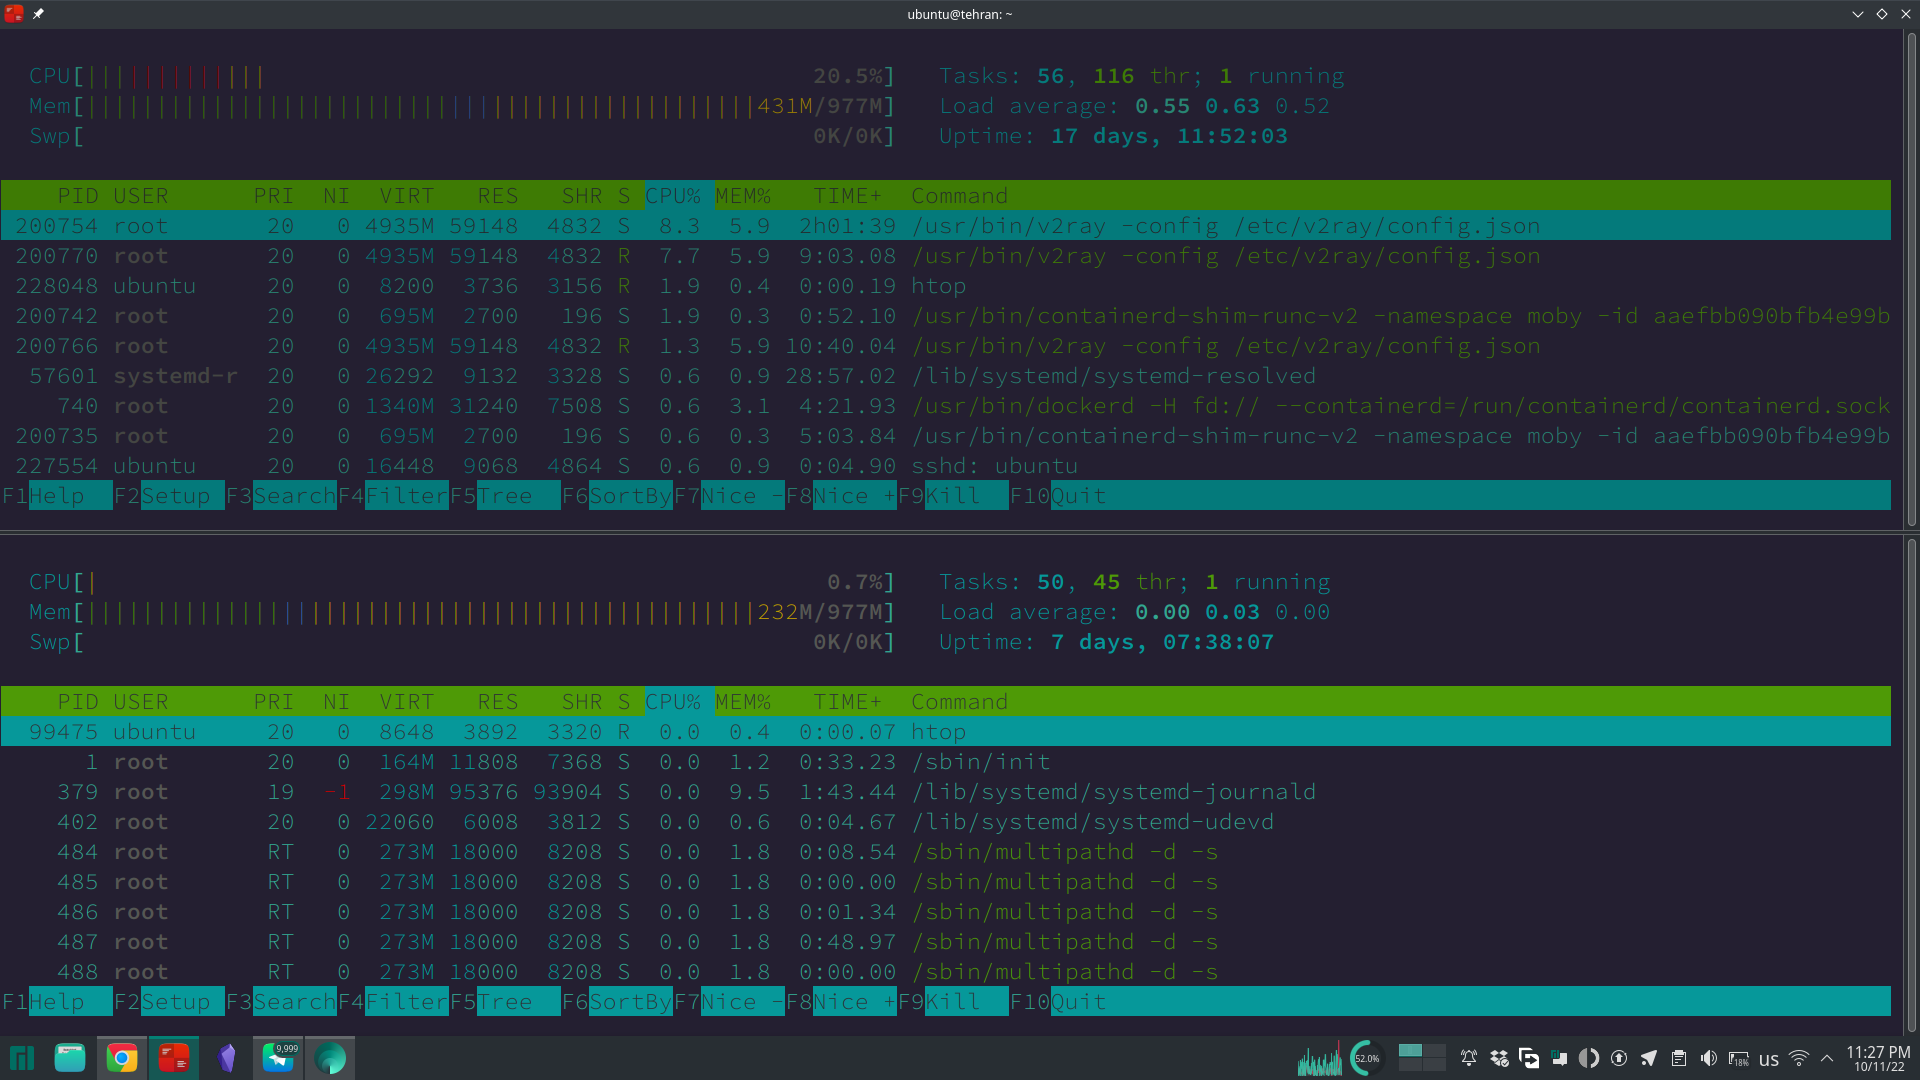 ubuntu@tehran: ~
CPU[||||||||||||| 20.5%] Tasks: 56, 116 thr; 1 running
Mem[||||||||||||||||||||||||||||||||||||||||||||||||431M/977M] Load average: 0.55 0.63 0.52
Swp[ 0K/0K] Uptime: 17 days, 11:52:03
PID USER PRI NI VIRT RES SHR S CPU% MEM% TIME+ Command
200754 root 20 0 4935M 59148 4832 S 8.3 5.9 2h01:39 /usr/bin/v2ray -config /etc/v2ray/config.json
200770 root 20 0 4935M 59148 4832 R 7.7 5.9 9:03.08 /usr/bin/v2ray -config /etc/v2ray/config.json
228048 ubuntu 20 0 8200 3736 3156 R 1.9 0.4 0:00.19 htop
200742 root 20 0 695M 2700 196 S 1.9 0.3 0:52.10 /usr/bin/containerd-shim-runc-v2 -namespace moby -id aaefbb090bfb4e99b
200766 root 20 0 4935M 59148 4832 R 1.3 5.9 10:40.04 /usr/bin/v2ray -config /etc/v2ray/config.json
57601 systemd-r 20 0 26292 9132 3328 S 0.6 0.9 28:57.02 /lib/systemd/systemd-resolved
740 root 20 0 1340M 31240 7508 S 0.6 3.1 4:21.93 /usr/bin/dockerd -H fd:// --containerd=/run/containerd/containerd.sock
200735 root 20 0 695M 2700 196 S 0.6 0.3 5:03.84 /usr/bin/containerd-shim-runc-v2 -namespace moby -id aaefbb090bfb4e99b
227554 ubuntu 20 0 16448 9068 4864 S 0.6 0.9 0:04.90 sshd: ubuntu
F1Help F2Setup F3SearchF4FilterF5Tree F6SortByF7Nice -F8Nice +F9Kill F10Quit
CPU[| 0.7%] Tasks: 50, 45 thr; 1 running
Mem[||||||||||||||||||||||||||||||||||||||||||||||||232M/977M] Load average: 0.00 0.03 0.00
Swp[ 0K/0K] Uptime: 7 days, 07:38:07
PID USER PRI NI VIRT RES SHR S CPU% MEM% TIME+ Command
99475 ubuntu 20 0 8648 3892 3320 R 0.0 0.4 0:00.07 htop
1 root 20 0 164M 11808 7368 S 0.0 1.2 0:33.23 /sbin/init
379 root 19 -1 298M 95376 93904 S 0.0 9.5 1:43.44 /lib/systemd/systemd-journald
402 root 20 0 22060 6008 3812 S 0.0 0.6 0:04.67 /lib/systemd/systemd-udevd
484 root RT 0 273M 18000 8208 S 0.0 1.8 0:08.54 /sbin/multipathd -d -s
485 root RT 0 273M 18000 8208 S 0.0 1.8 0:00.00 /sbin/multipathd -d -s
486 root RT 0 273M 18000 8208 S 0.0 1.8 0:01.34 /sbin/multipathd -d -s
487 root RT 0 273M 18000 8208 S 0.0 1.8 0:48.97 /sbin/multipathd -d -s
488 root RT 0 273M 18000 8208 S 0.0 1.8 0:00.00 /sbin/multipathd -d -s
F1Help F2Setup F3SearchF4FilterF5Tree F6SortByF7Nice -F8Nice +F9Kill F10Quit
9,999
52.0%
18%
us
11:27 PM
10/11/22